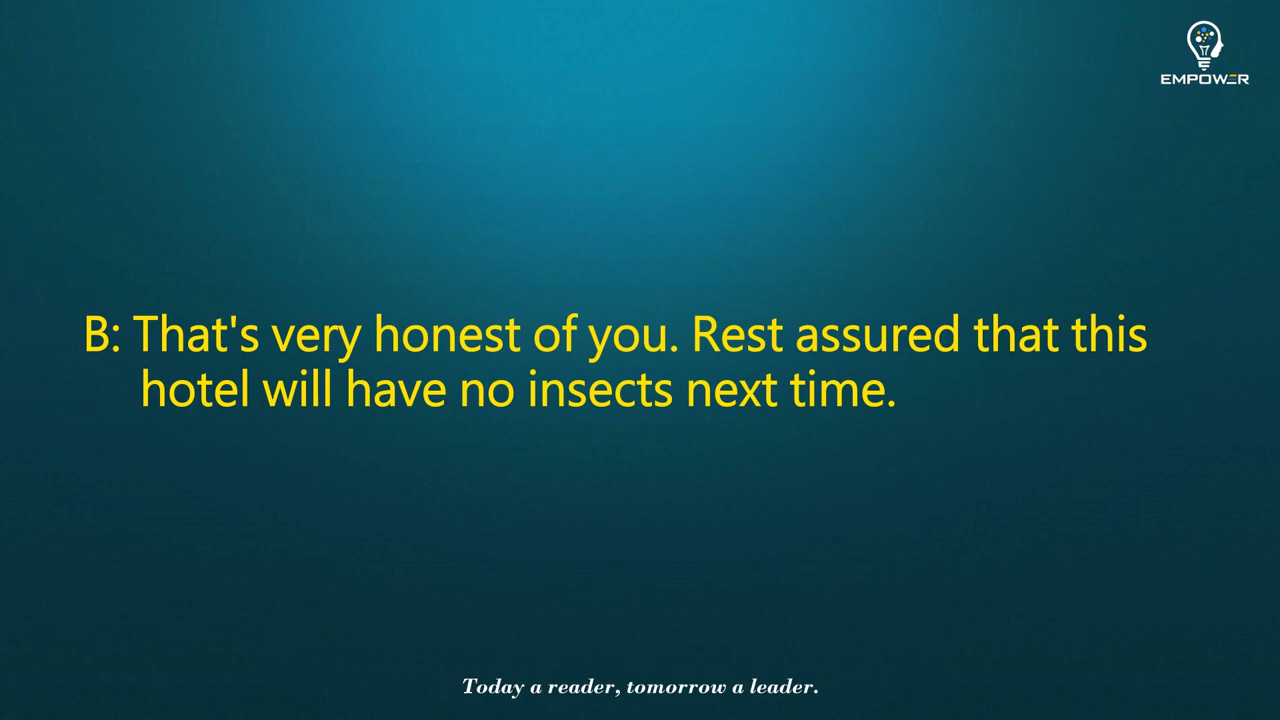 EMPOWER
B: That's very honest of you. Rest assured that this
hotel will have no insects next time.
Today a reader, tomorrow a leader.